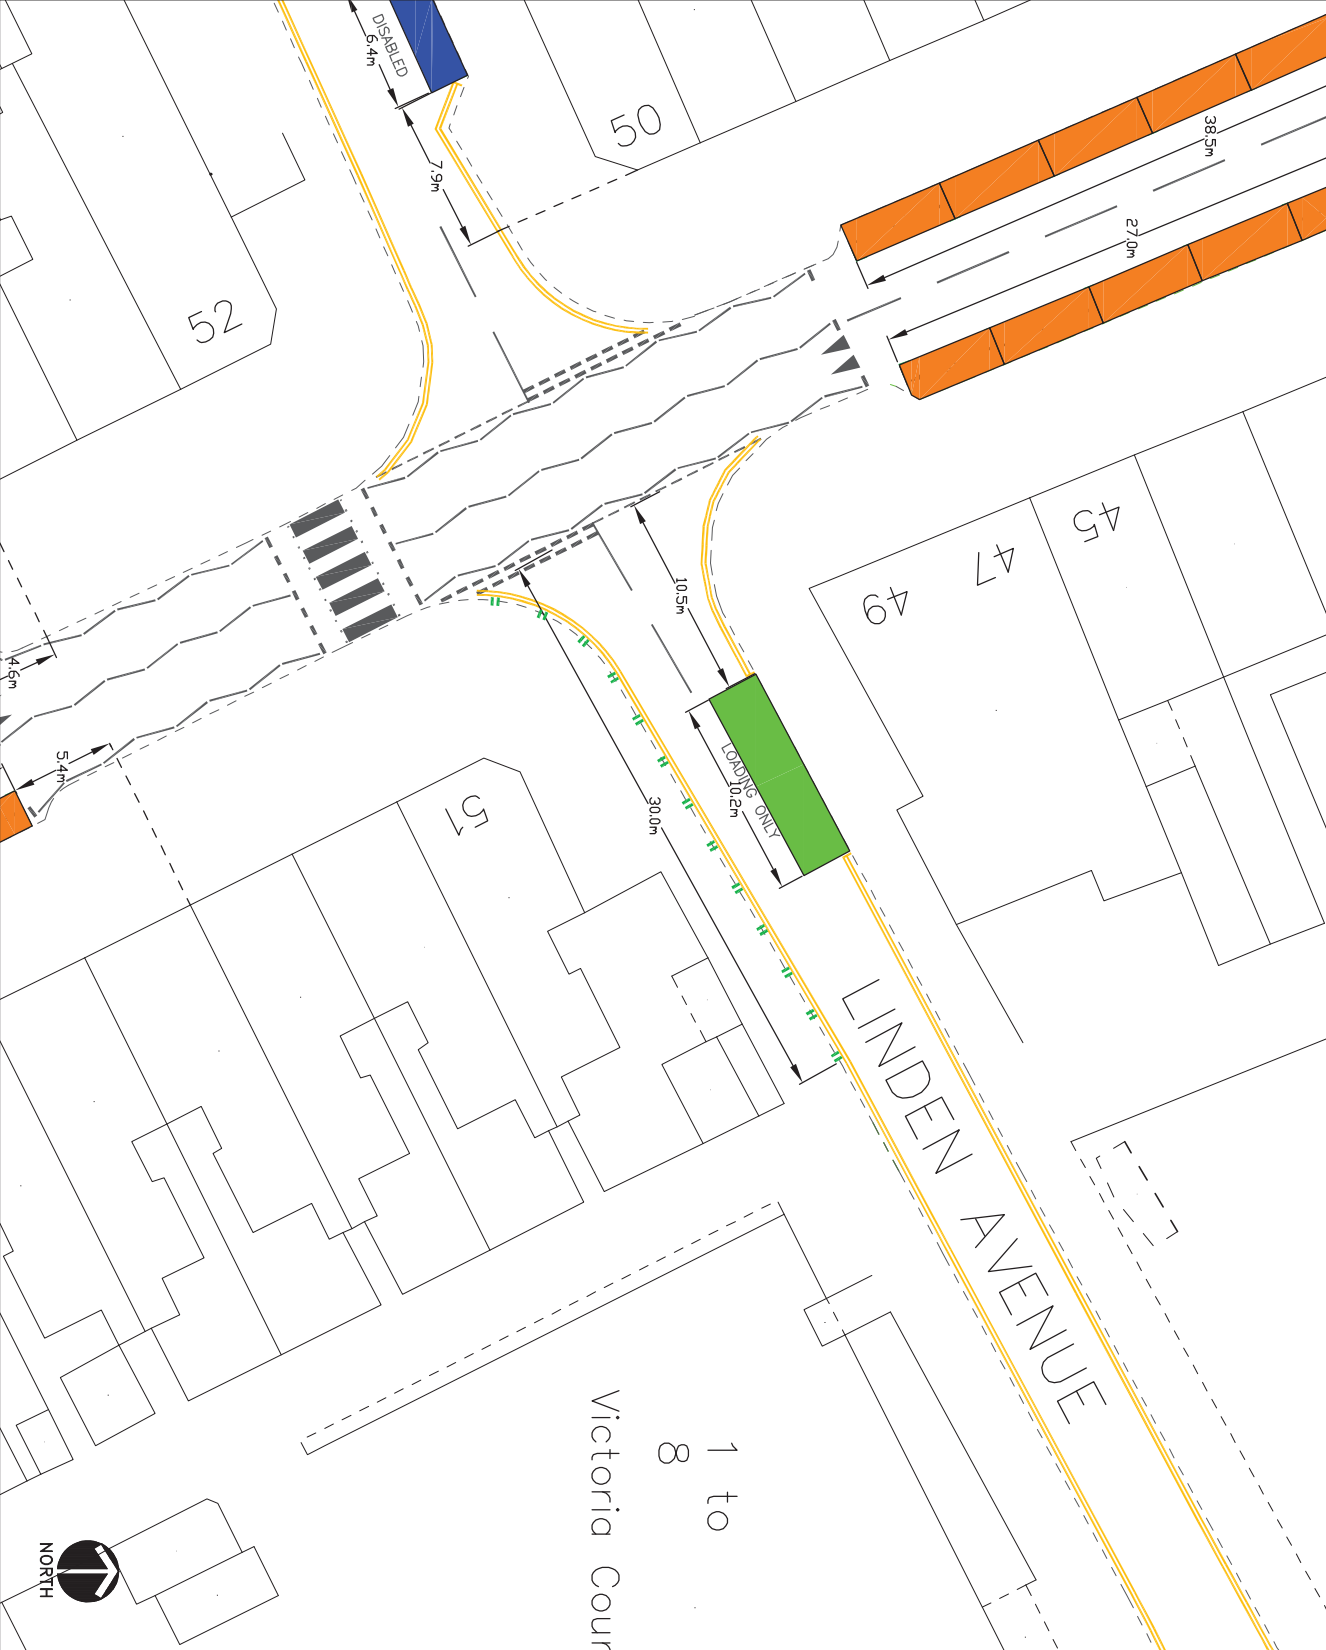 DISABLED
6.4m
7.9m
50
52
38.5m
27.0m
45
47
49
10.5m
LOADING ONLY
10.2m
30.0m
4.6m
5.4m
51
LINDEN AVENUE
1 to
8
Victoria Cour
NORTH